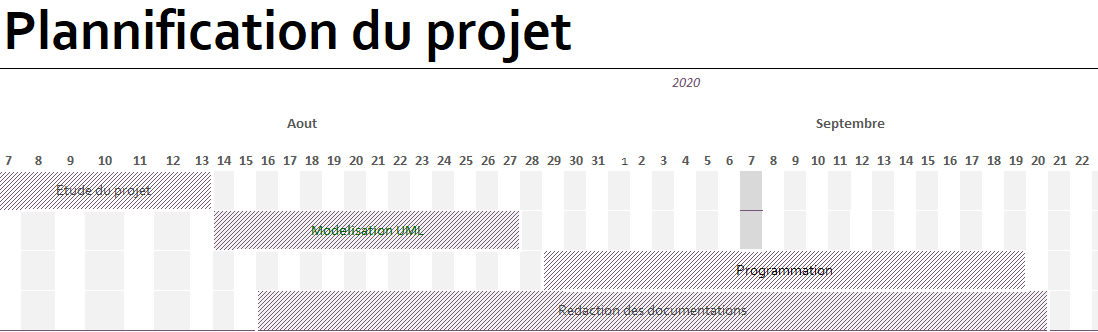 Plannification du projet
2020
Aout Septembre
7 8 9 10 11 12 13 14 15 16 17 18 19 20 21 22 23 24 25 26 27 28 29 30 31 1 2 3 4 5 6 7 8 9 10 11 12 13 14 15 16 17 18 19 20 21 22
Etude du projet
Modelisation UML
Programmation
Redaction des documentations